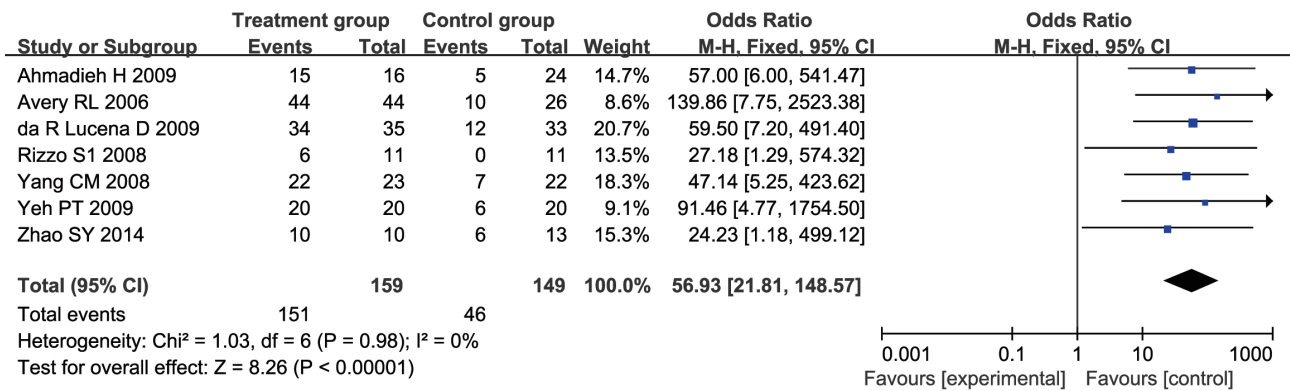 Treatment group Control group Odds Ratio Odds Ratio
Study or Subgroup Events Total Events Total Weight M-H, Fixed, 95% CI M-H, Fixed, 95% CI
Ahmadieh H 2009 15 16 5 24 14.7% 57.00 [6.00, 541.47]
Avery RL 2006 44 44 10 26 8.6% 139.86 [7.75, 2523.38]
da R Lucena D 2009 34 35 12 33 20.7% 59.50 [7.20, 491.40]
Rizzo S1 2008 6 11 0 11 13.5% 27.18 [1.29, 574.32]
Yang CM 2008 22 23 7 22 18.3% 47.14 [5.25, 423.62]
Yeh PT 2009 20 20 6 20 9.1% 91.46 [4.77, 1754.50]
Zhao SY 2014 10 10 6 13 15.3% 24.23 [1.18, 499.12]
Total (95% CI) 159 149 100.0% 56.93 [21.81, 148.57]
Total events 151 46
Heterogeneity: Chi² = 1.03, df = 6 (P = 0.98); I² = 0%
Test for overall effect: Z = 8.26 (P < 0.00001)
0.001 0.1 1 10 1000
Favours [experimental] Favours [control]